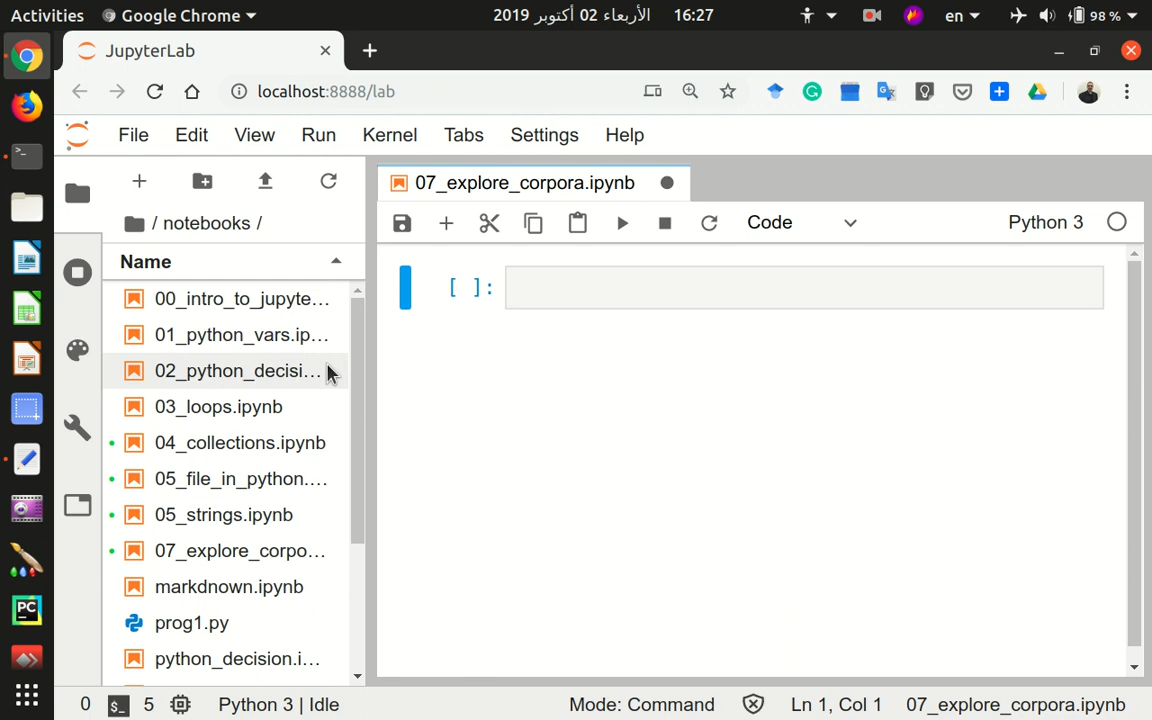 Activities Google Chrome الأربعاء 02 أكتوبر 2019 16:27 en 98 %
JupyterLab
localhost:8888/lab
File Edit View Run Kernel Tabs Settings Help
07_explore_corpora.ipynb
/ notebooks /
Code Python 3
Name
[ ]:
00_intro_to_jupyte...
01_python_vars.ip...
02_python_decisi...
03_loops.ipynb
04_collections.ipynb
05_file_in_python....
05_strings.ipynb
07_explore_corpo...
markdnown.ipynb
prog1.py
python_decision.i...
0 $_ 5 Python 3 | Idle Mode: Command Ln 1, Col 1 07_explore_corpora.ipynb
PC